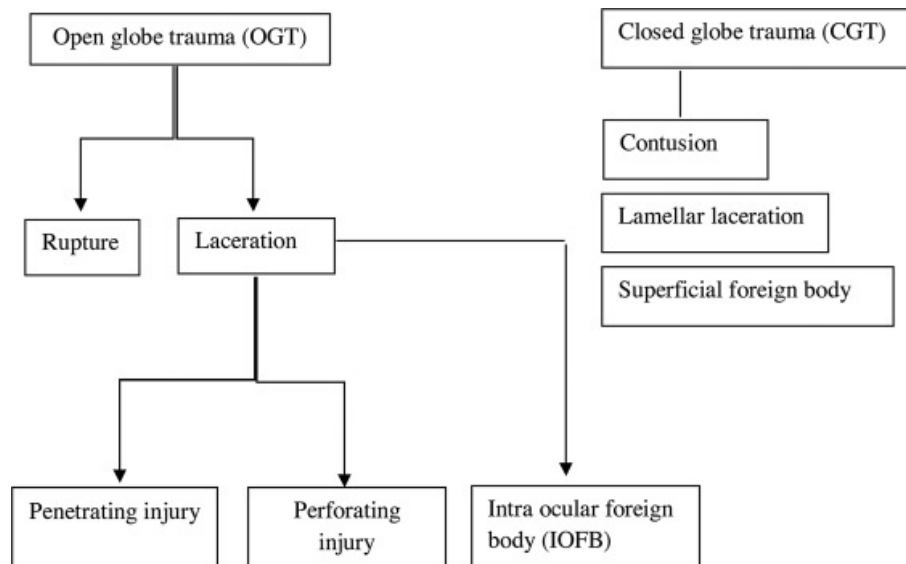 Open globe trauma (OGT)
Closed globe trauma (CGT)
Contusion
Lamellar laceration
Superficial foreign body
Rupture
Laceration
Penetrating injury
Perforating
injury
Intra ocular foreign
body (IOFB)